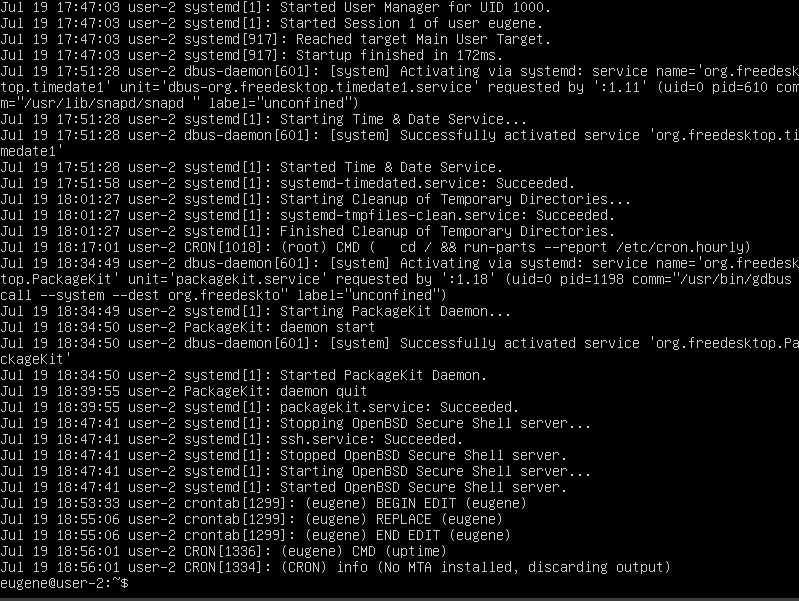 Jul 19 17:47:03 user-2 systemd[1]: Started User Manager for UID 1000.
Jul 19 17:47:03 user-2 systemd[1]: Started Session 1 of user eugene.
Jul 19 17:47:03 user-2 systemd[917]: Reached target Main User Target.
Jul 19 17:47:03 user-2 systemd[917]: Startup finished in 172ms.
Jul 19 17:51:28 user-2 dbus-daemon[601]: [system] Activating via systemd: service name='org.freedesk
top.timedate1' unit='dbus-org.freedesktop.timedate1.service' requested by ':1.11' (uid=0 pid=610 com
m="/usr/lib/snapd/snapd " label="unconfined")
Jul 19 17:51:28 user-2 systemd[1]: Starting Time & Date Service...
Jul 19 17:51:28 user-2 dbus-daemon[601]: [system] Successfully activated service 'org.freedesktop.ti
medate1'
Jul 19 17:51:28 user-2 systemd[1]: Started Time & Date Service.
Jul 19 17:51:58 user-2 systemd[1]: systemd-timedated.service: Succeeded.
Jul 19 18:01:27 user-2 systemd[1]: Starting Cleanup of Temporary Directories...
Jul 19 18:01:27 user-2 systemd[1]: systemd-tmpfiles-clean.service: Succeeded.
Jul 19 18:01:27 user-2 systemd[1]: Finished Cleanup of Temporary Directories.
Jul 19 18:17:01 user-2 CRON[1018]: (root) CMD (   cd / && run-parts --report /etc/cron.hourly)
Jul 19 18:34:49 user-2 dbus-daemon[601]: [system] Activating via systemd: service name='org.freedesk
top.PackageKit' unit='packagekit.service' requested by ':1.18' (uid=0 pid=1198 comm="/usr/bin/gdbus
call --system --dest org.freedeskto" label="unconfined")
Jul 19 18:34:49 user-2 systemd[1]: Starting PackageKit Daemon...
Jul 19 18:34:50 user-2 PackageKit: daemon start
Jul 19 18:34:50 user-2 dbus-daemon[601]: [system] Successfully activated service 'org.freedesktop.Pa
ckageKit'
Jul 19 18:34:50 user-2 systemd[1]: Started PackageKit Daemon.
Jul 19 18:39:55 user-2 PackageKit: daemon quit
Jul 19 18:39:55 user-2 systemd[1]: packagekit.service: Succeeded.
Jul 19 18:47:41 user-2 systemd[1]: Stopping OpenBSD Secure Shell server...
Jul 19 18:47:41 user-2 systemd[1]: ssh.service: Succeeded.
Jul 19 18:47:41 user-2 systemd[1]: Stopped OpenBSD Secure Shell server.
Jul 19 18:47:41 user-2 systemd[1]: Starting OpenBSD Secure Shell server...
Jul 19 18:47:41 user-2 systemd[1]: Started OpenBSD Secure Shell server.
Jul 19 18:53:33 user-2 crontab[1299]: (eugene) BEGIN EDIT (eugene)
Jul 19 18:55:06 user-2 crontab[1299]: (eugene) REPLACE (eugene)
Jul 19 18:55:06 user-2 crontab[1299]: (eugene) END EDIT (eugene)
Jul 19 18:56:01 user-2 CRON[1336]: (eugene) CMD (uptime)
Jul 19 18:56:01 user-2 CRON[1334]: (CRON) info (No MTA installed, discarding output)
eugene@user-2:~$